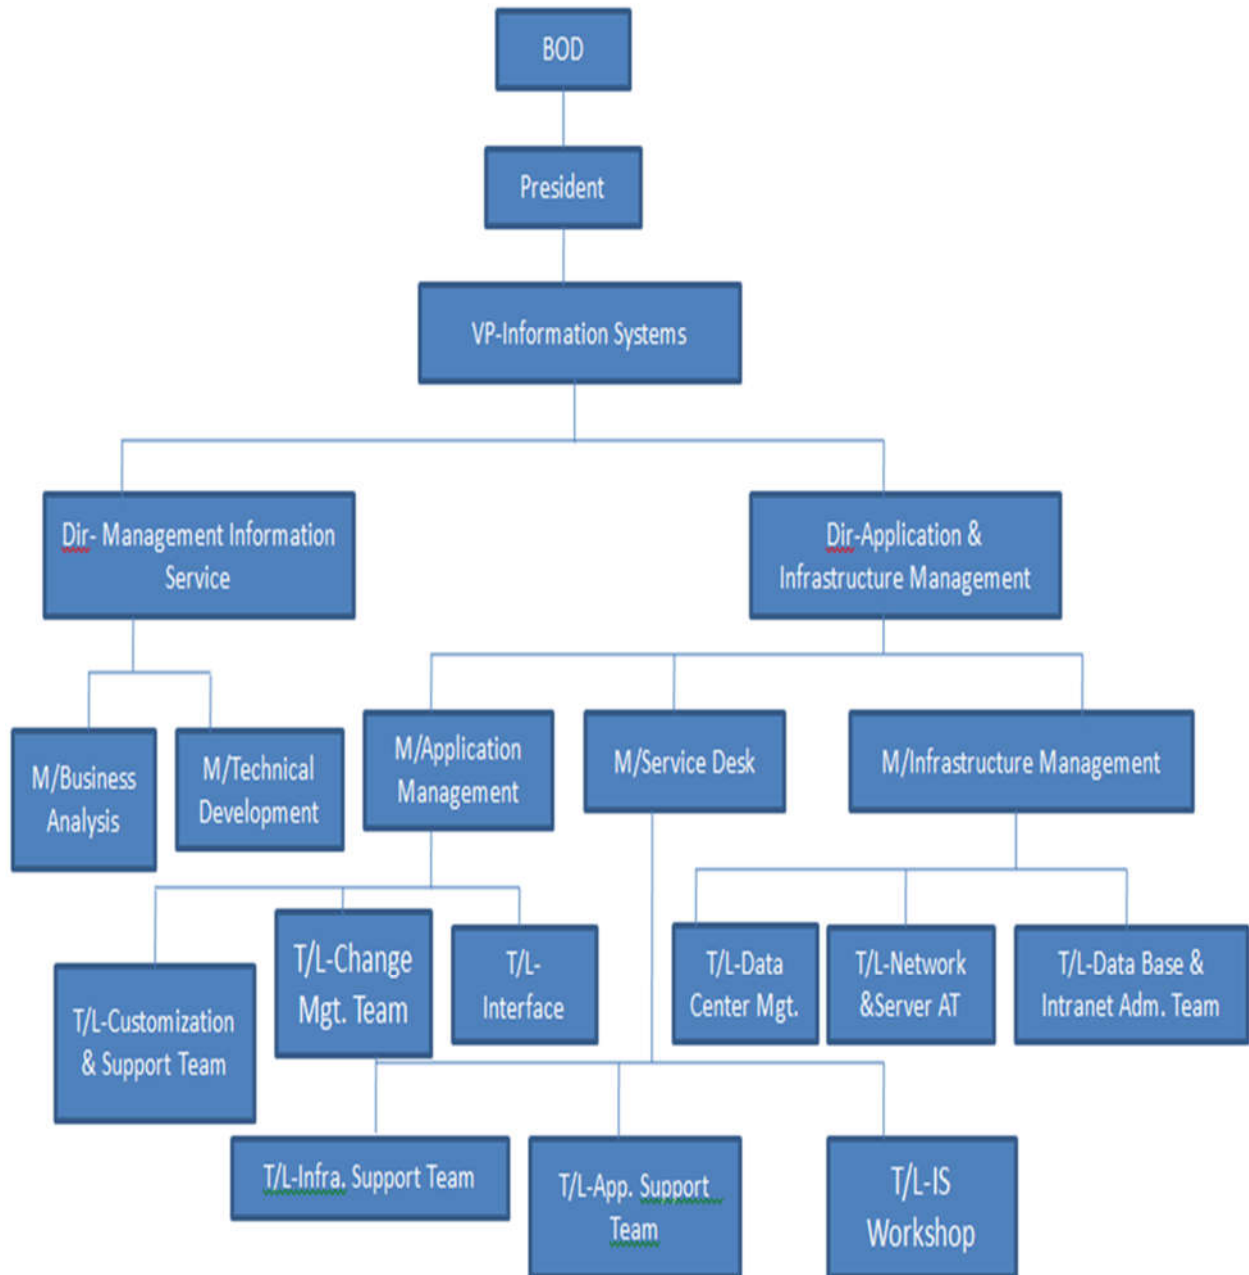 BOD
President
VP-Information Systems
Dir- Management Information
Service
Dir-Application &
Infrastructure Management
M/Business
Analysis
M/Technical
Development
M/Application
Management
M/Service Desk
M/Infrastructure Management
T/L-Customization
& Support Team
T/L-Change
Mgt. Team
T/L-
Interface
T/L-Data
Center Mgt.
T/L-Network
&Server AT
T/L-Data Base &
Intranet Adm. Team
T/L-Infra. Support Team
T/L-App. Support
Team
T/L-IS
Workshop